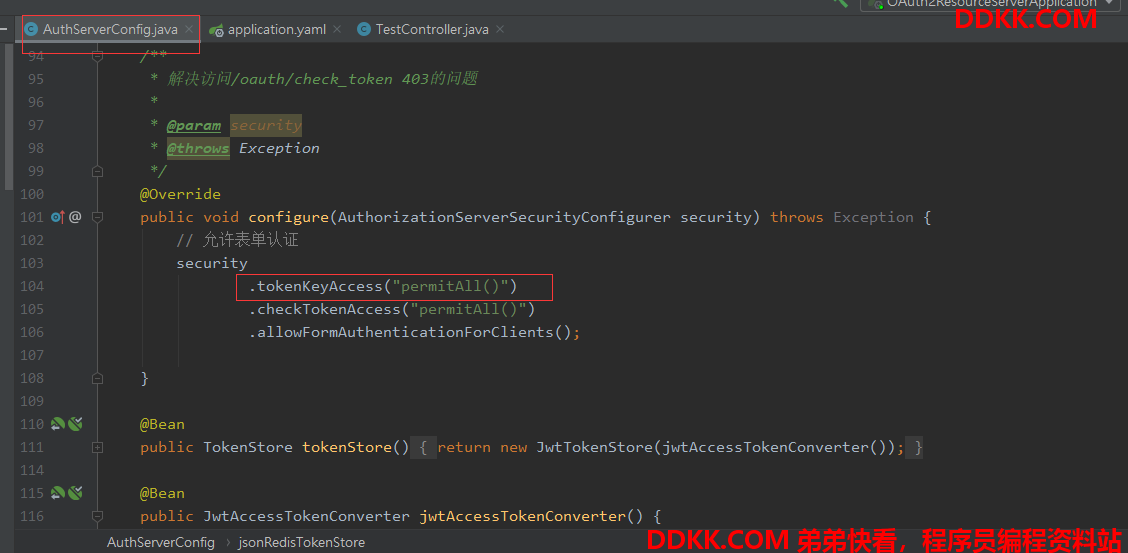 OAuth2ResourceServerApplication
DDKK.COM
AuthServerConfig.java
application.yaml
TestController.java
94 /**
95 * 解决访问/oauth/check_token 403的问题
96 *
97 * @param security
98 * @throws Exception
99 */
100 @Override
101 public void configure(AuthorizationServerSecurityConfigurer security) throws Exception {
102 // 允许表单认证
103 security
104 .tokenKeyAccess("permitAll()")
105 .checkTokenAccess("permitAll()")
106 .allowFormAuthenticationForClients();
107
108 }
109
110 @Bean
111 public TokenStore tokenStore() { return new JwtTokenStore(jwtAccessTokenConverter()); }
114
115 @Bean
116 public JwtAccessTokenConverter jwtAccessTokenConverter() {
AuthServerConfig › jsonRedisTokenStore
DDKK.COM 弟弟快看，程序员编程资料站